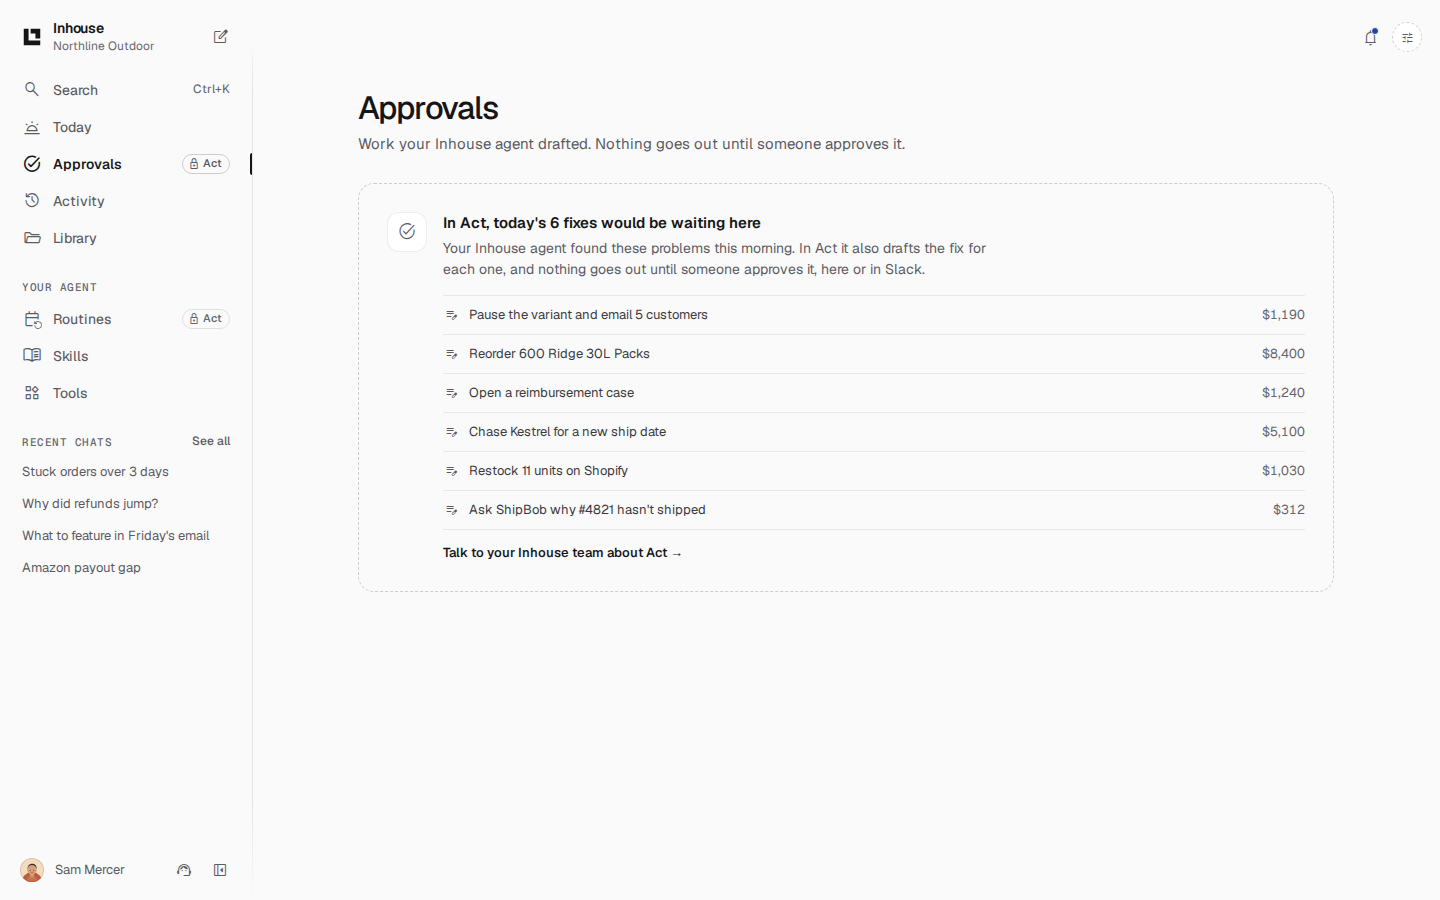 Inhouse
Northline Outdoor
Search Ctrl+K
Today
Approvals Act
Activity
Library
YOUR AGENT
Routines Act
Skills
Tools
RECENT CHATS See all
Stuck orders over 3 days
Why did refunds jump?
What to feature in Friday's email
Amazon payout gap
Sam Mercer
Approvals
Work your Inhouse agent drafted. Nothing goes out until someone approves it.
In Act, today's 6 fixes would be waiting here
Your Inhouse agent found these problems this morning. In Act it also drafts the fix for
each one, and nothing goes out until someone approves it, here or in Slack.
Pause the variant and email 5 customers $1,190
Reorder 600 Ridge 30L Packs $8,400
Open a reimbursement case $1,240
Chase Kestrel for a new ship date $5,100
Restock 11 units on Shopify $1,030
Ask ShipBob why #4821 hasn't shipped $312
Talk to your Inhouse team about Act →